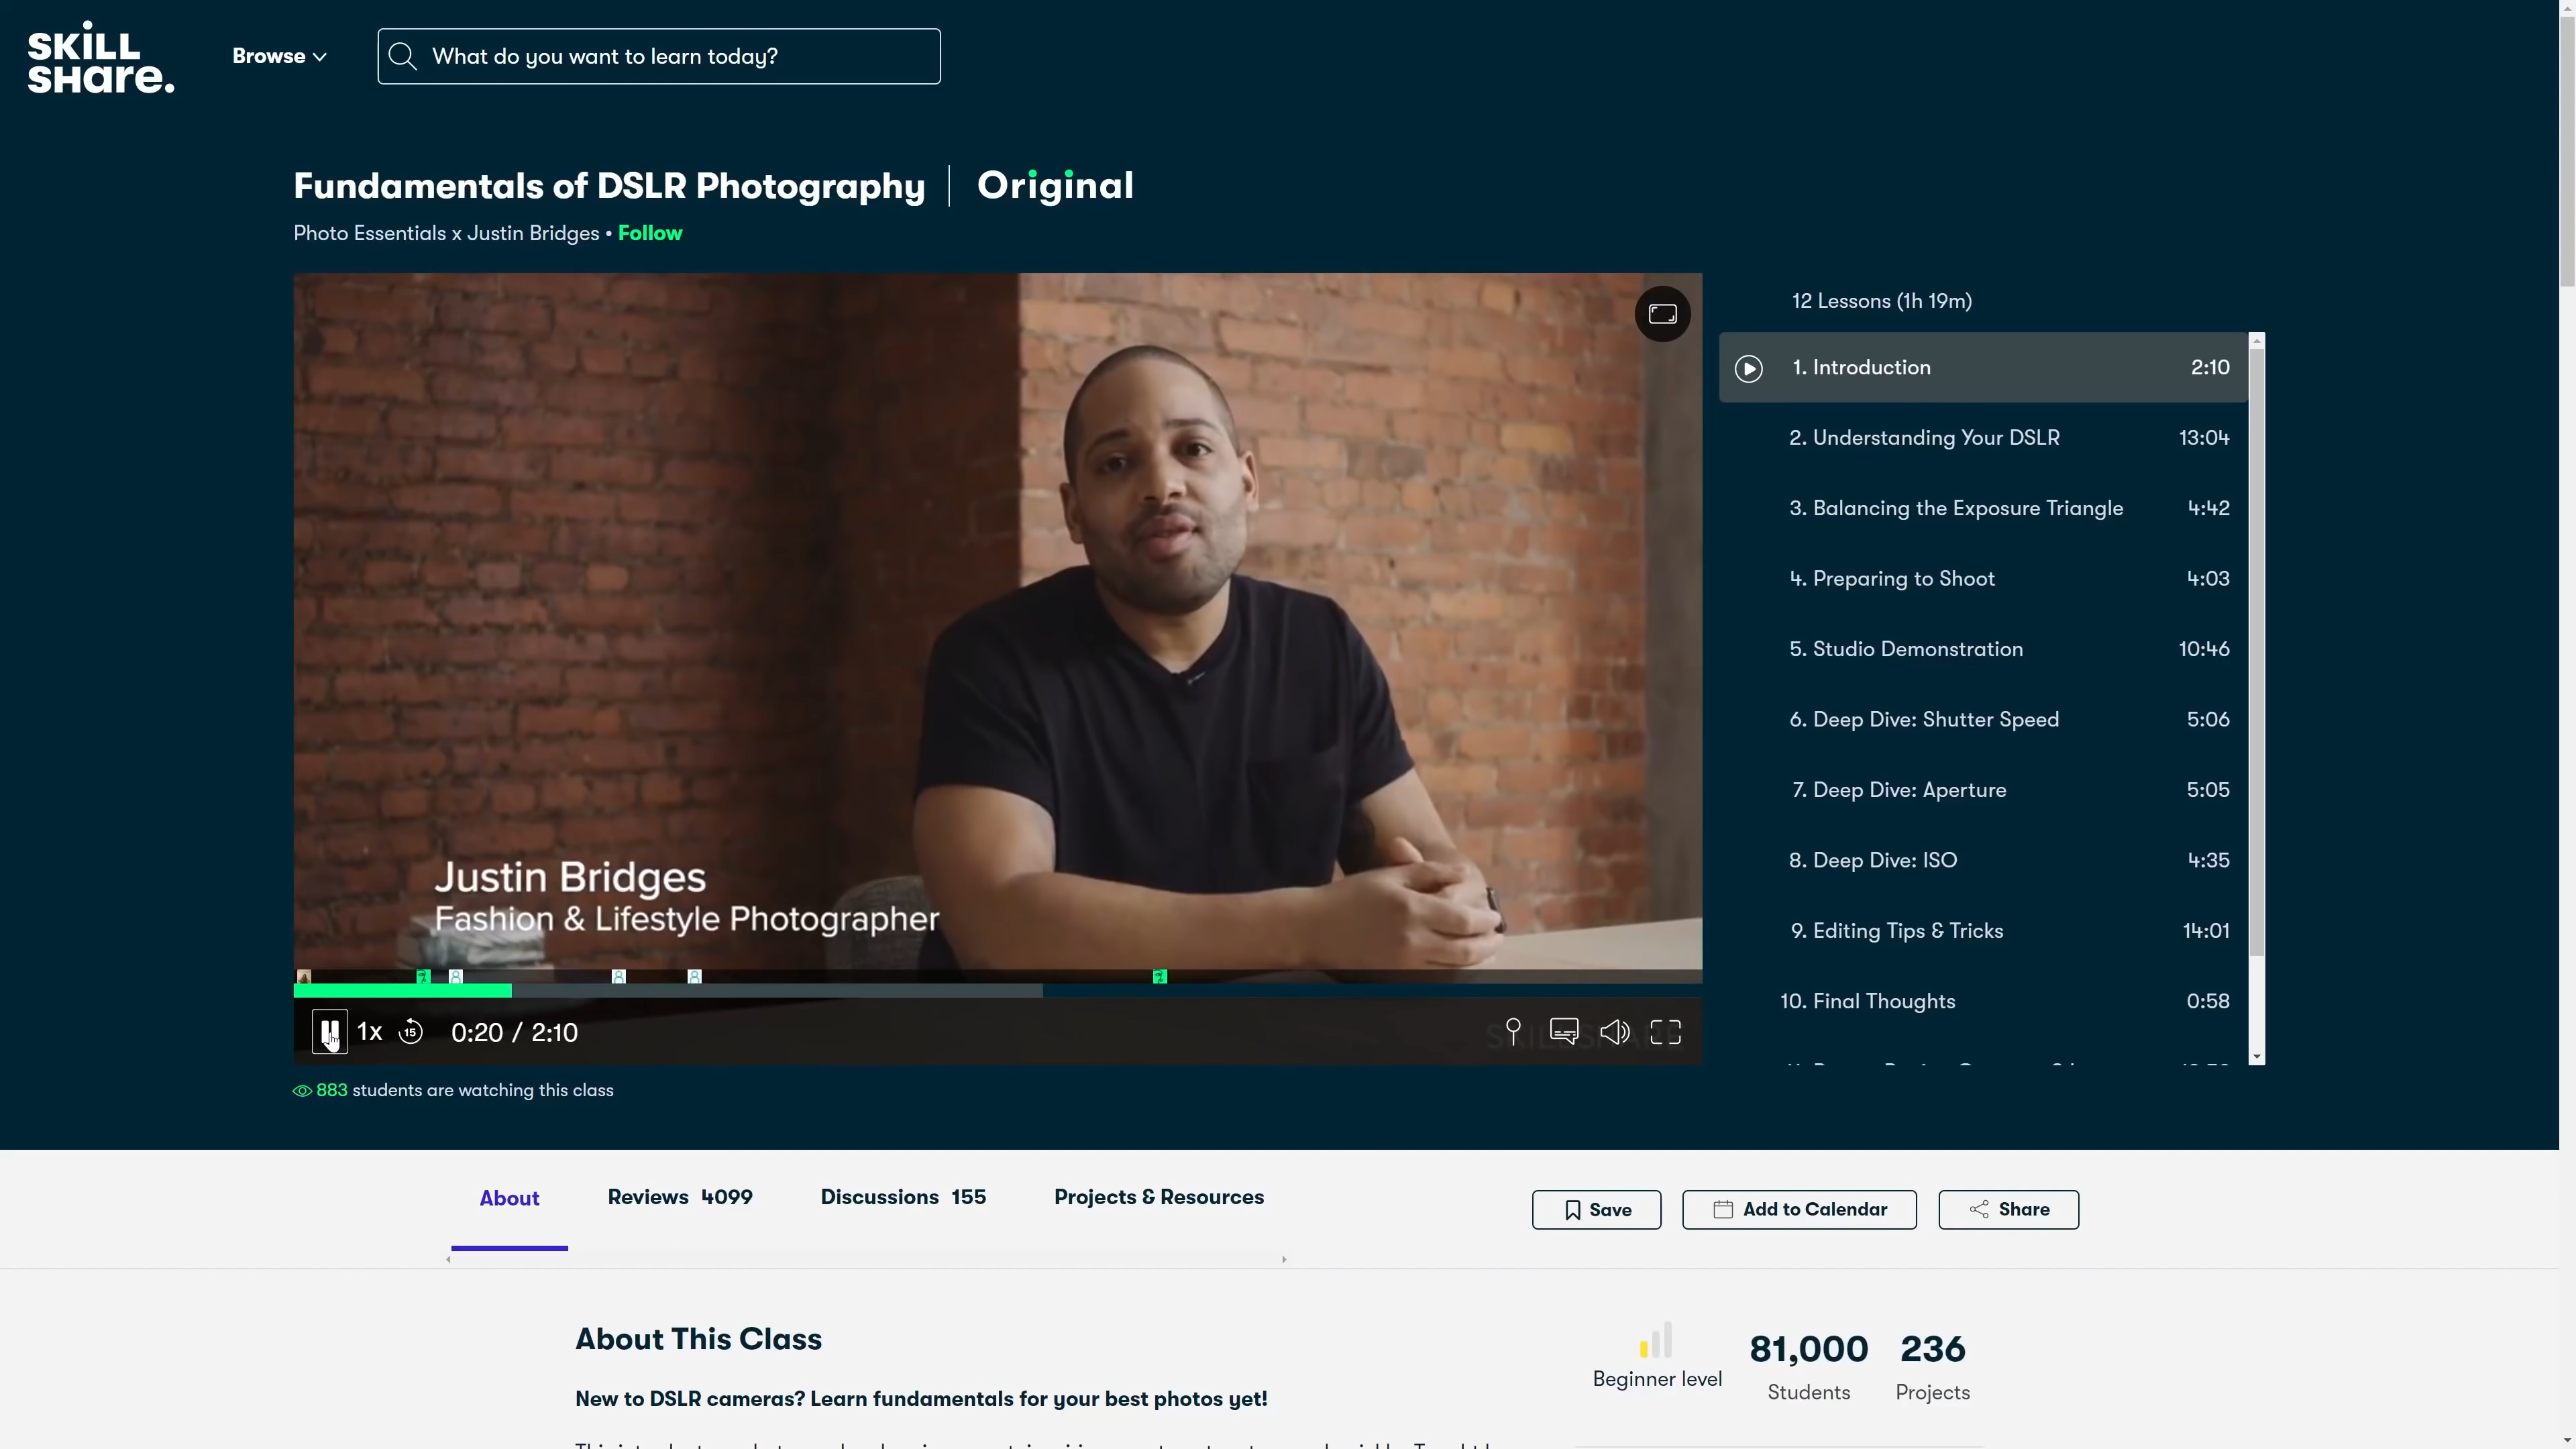 SKILL
SHare.
Browse
What do you want to learn today?
Fundamentals of DSLR Photography
Original
Photo Essentials x Justin Bridges • Follow
12 Lessons (1h 19m)
1. Introduction 2:10
2. Understanding Your DSLR 13:04
3. Balancing the Exposure Triangle 4:42
4. Preparing to Shoot 4:03
5. Studio Demonstration 10:46
6. Deep Dive: Shutter Speed 5:06
7. Deep Dive: Aperture 5:05
8. Deep Dive: ISO 4:35
9. Editing Tips & Tricks 14:01
10. Final Thoughts 0:58
Justin Bridges
Fashion & Lifestyle Photographer
1x 15 0:20 / 2:10
883 students are watching this class
About
Reviews 4099
Discussions 155
Projects & Resources
Save
Add to Calendar
Share
About This Class
81,000 236
Beginner level Students Projects
New to DSLR cameras? Learn fundamentals for your best photos yet!